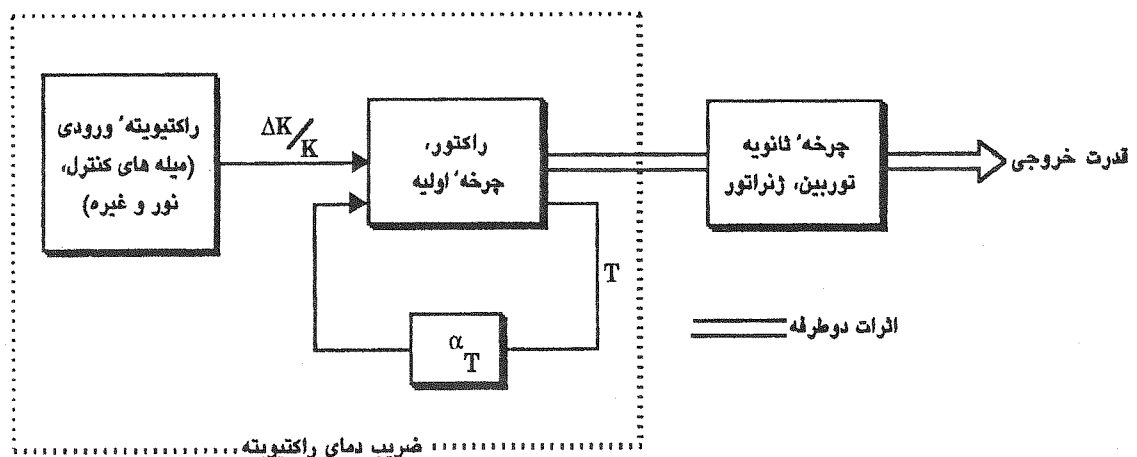 راکتیویتهٔ ورودی
(میله های کنترل،
نور و غیره)
ΔK/K
راکتور،
چرخهٔ اولیه
چرخهٔ ثانویه
توربین، ژنراتور
قدرت خروجی
T
αT
اثرات دوطرفه
ضریب دمای راکتیویته